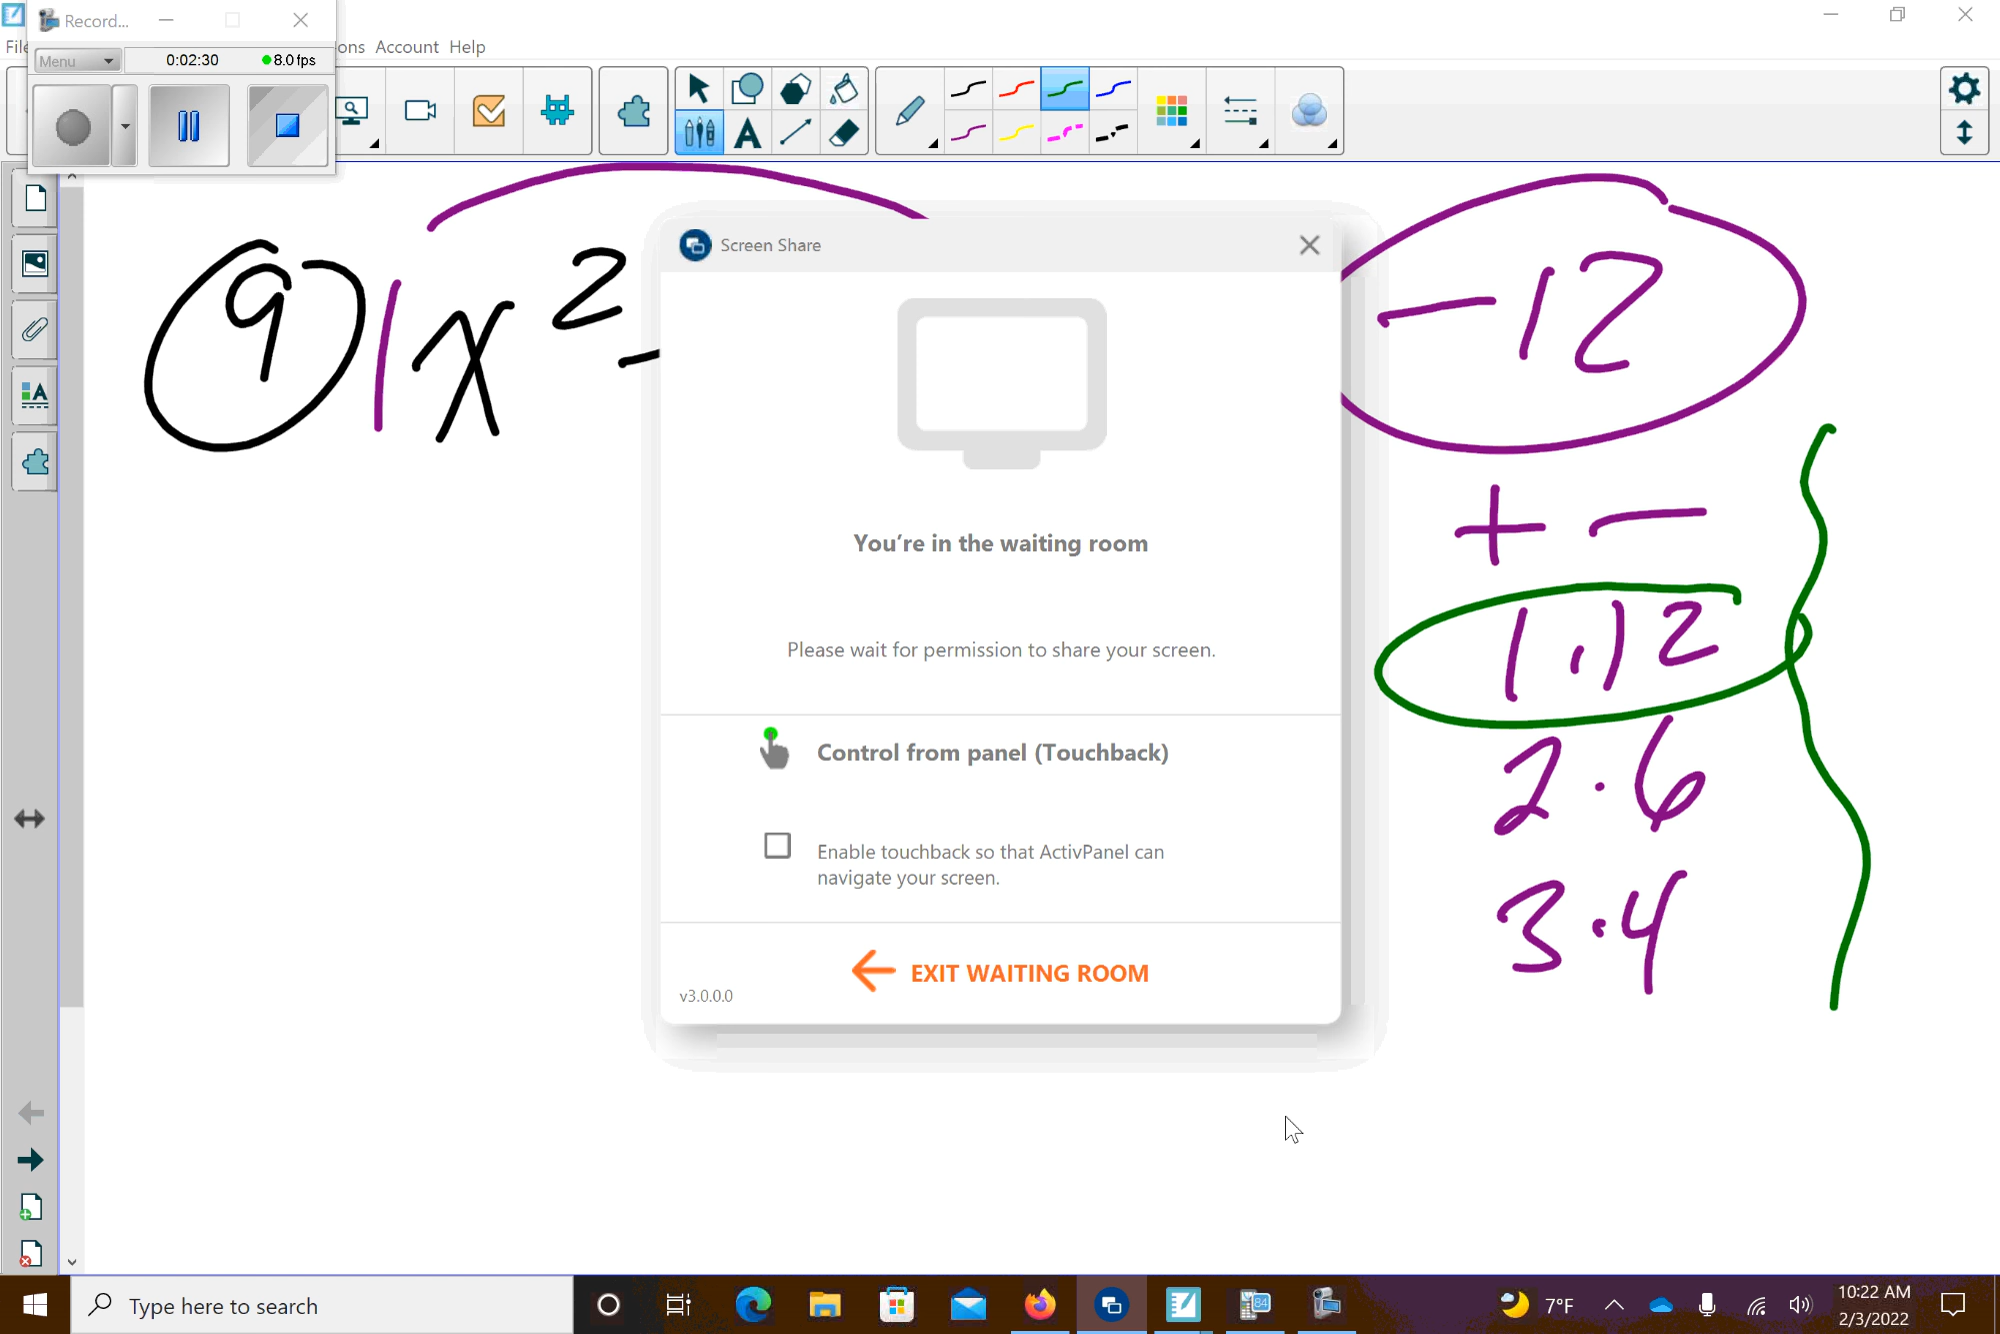 Record...
File
ons Account Help
Menu 0:02:30 8.0 fps
Screen Share
9 1x² - - 12
You're in the waiting room
+ -
Please wait for permission to share your screen.
1 . 12
Control from panel (Touchback)
2 · 6
Enable touchback so that ActivPanel can
navigate your screen.
3 · 4
EXIT WAITING ROOM
v3.0.0.0
Type here to search
84
7°F
10:22 AM
2/3/2022